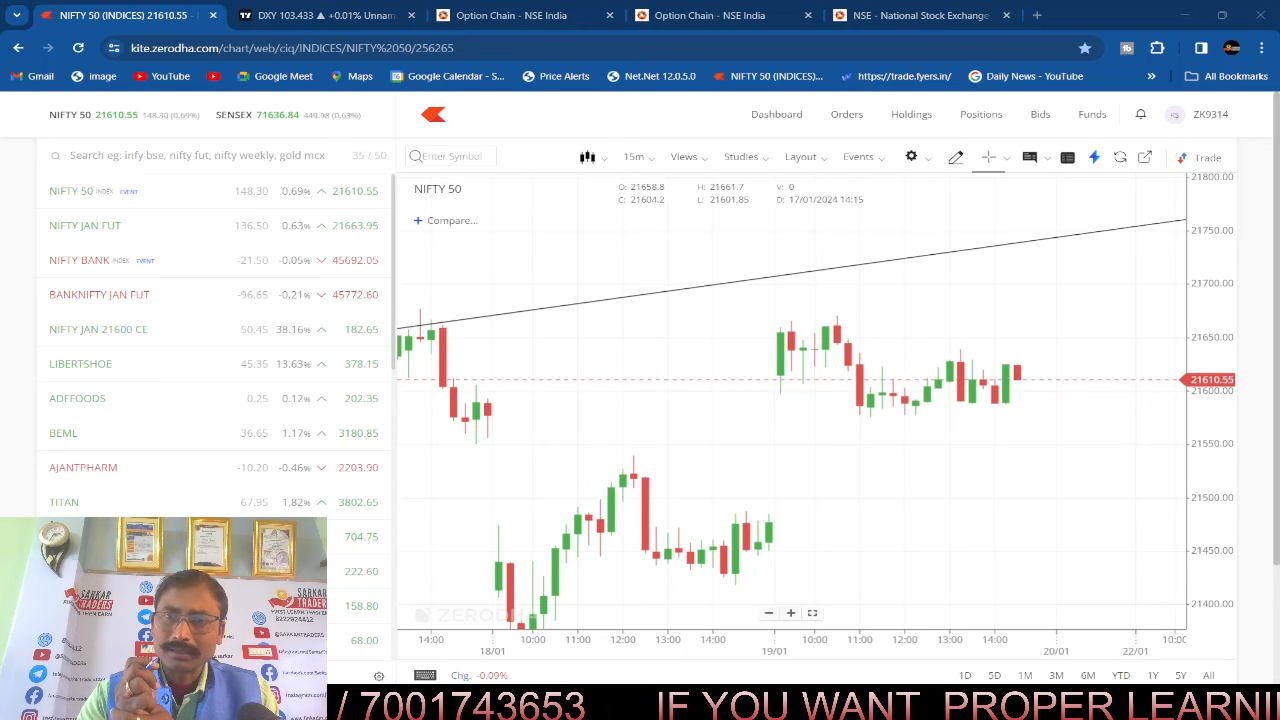 NIFTY 50 (INDICES) 21610.55 -
DXY 103.433 ▲ +0.01% Unnam
Option Chain - NSE India
Option Chain - NSE India
NSE - National Stock Exchange
kite.zerodha.com/chart/web/ciq/INDICES/NIFTY%2050/256265
Gmail image YouTube Google Meet Maps Google Calendar - S... Price Alerts Net.Net 12.0.5.0 NIFTY 50 (INDICES)... https://trade.fyers.in/ Daily News - YouTube » All Bookmarks
NIFTY 50 21610.55 148.30 (0.69%) SENSEX 71636.84 449.98 (0.63%)
Dashboard Orders Holdings Positions Bids Funds KS ZK9314
Search eg: infy bse, nifty fut, nifty weekly, gold mcx 35 / 50
Enter Symbol 15m Views Studies Layout Events Trade
NIFTY 50 INDEX EVENT 148.30 0.69% 21610.55
NIFTY JAN FUT 136.50 0.63% 21663.95
NIFTY BANK INDEX EVENT -21.50 -0.05% 45692.05
BANKNIFTY JAN FUT -96.65 -0.21% 45772.60
NIFTY JAN 21600 CE 50.45 38.16% 182.65
LIBERTSHOE 45.35 13.63% 378.15
ADFFOODS 0.25 0.12% 202.35
BEML 36.65 1.17% 3180.85
AJANTPHARM -10.20 -0.46% 2203.90
TITAN 67.95 1.82% 3802.65
704.75
222.60
158.80
68.00
NIFTY 50
O: 21658.8 H: 21661.7 V: 0
C: 21604.2 L: 21601.85 D: 17/01/2024 14:15
+ Compare...
21800.00
21750.00
21700.00
21650.00
21610.55
21600.00
21550.00
21500.00
21450.00
21400.00
ZERODHA
14:00 10:00 11:00 12:00 13:00 14:00 10:00 11:00 12:00 13:00 14:00 10:00
18/01 19/01 20/01 22/01
Chg. -0.09% 1D 5D 1M 3M 6M YTD 1Y 5Y All
SARKAR
TRADERS
SARKAR
TRADERS
/ 7001743653 IF YOU WANT PROPER LEARNI